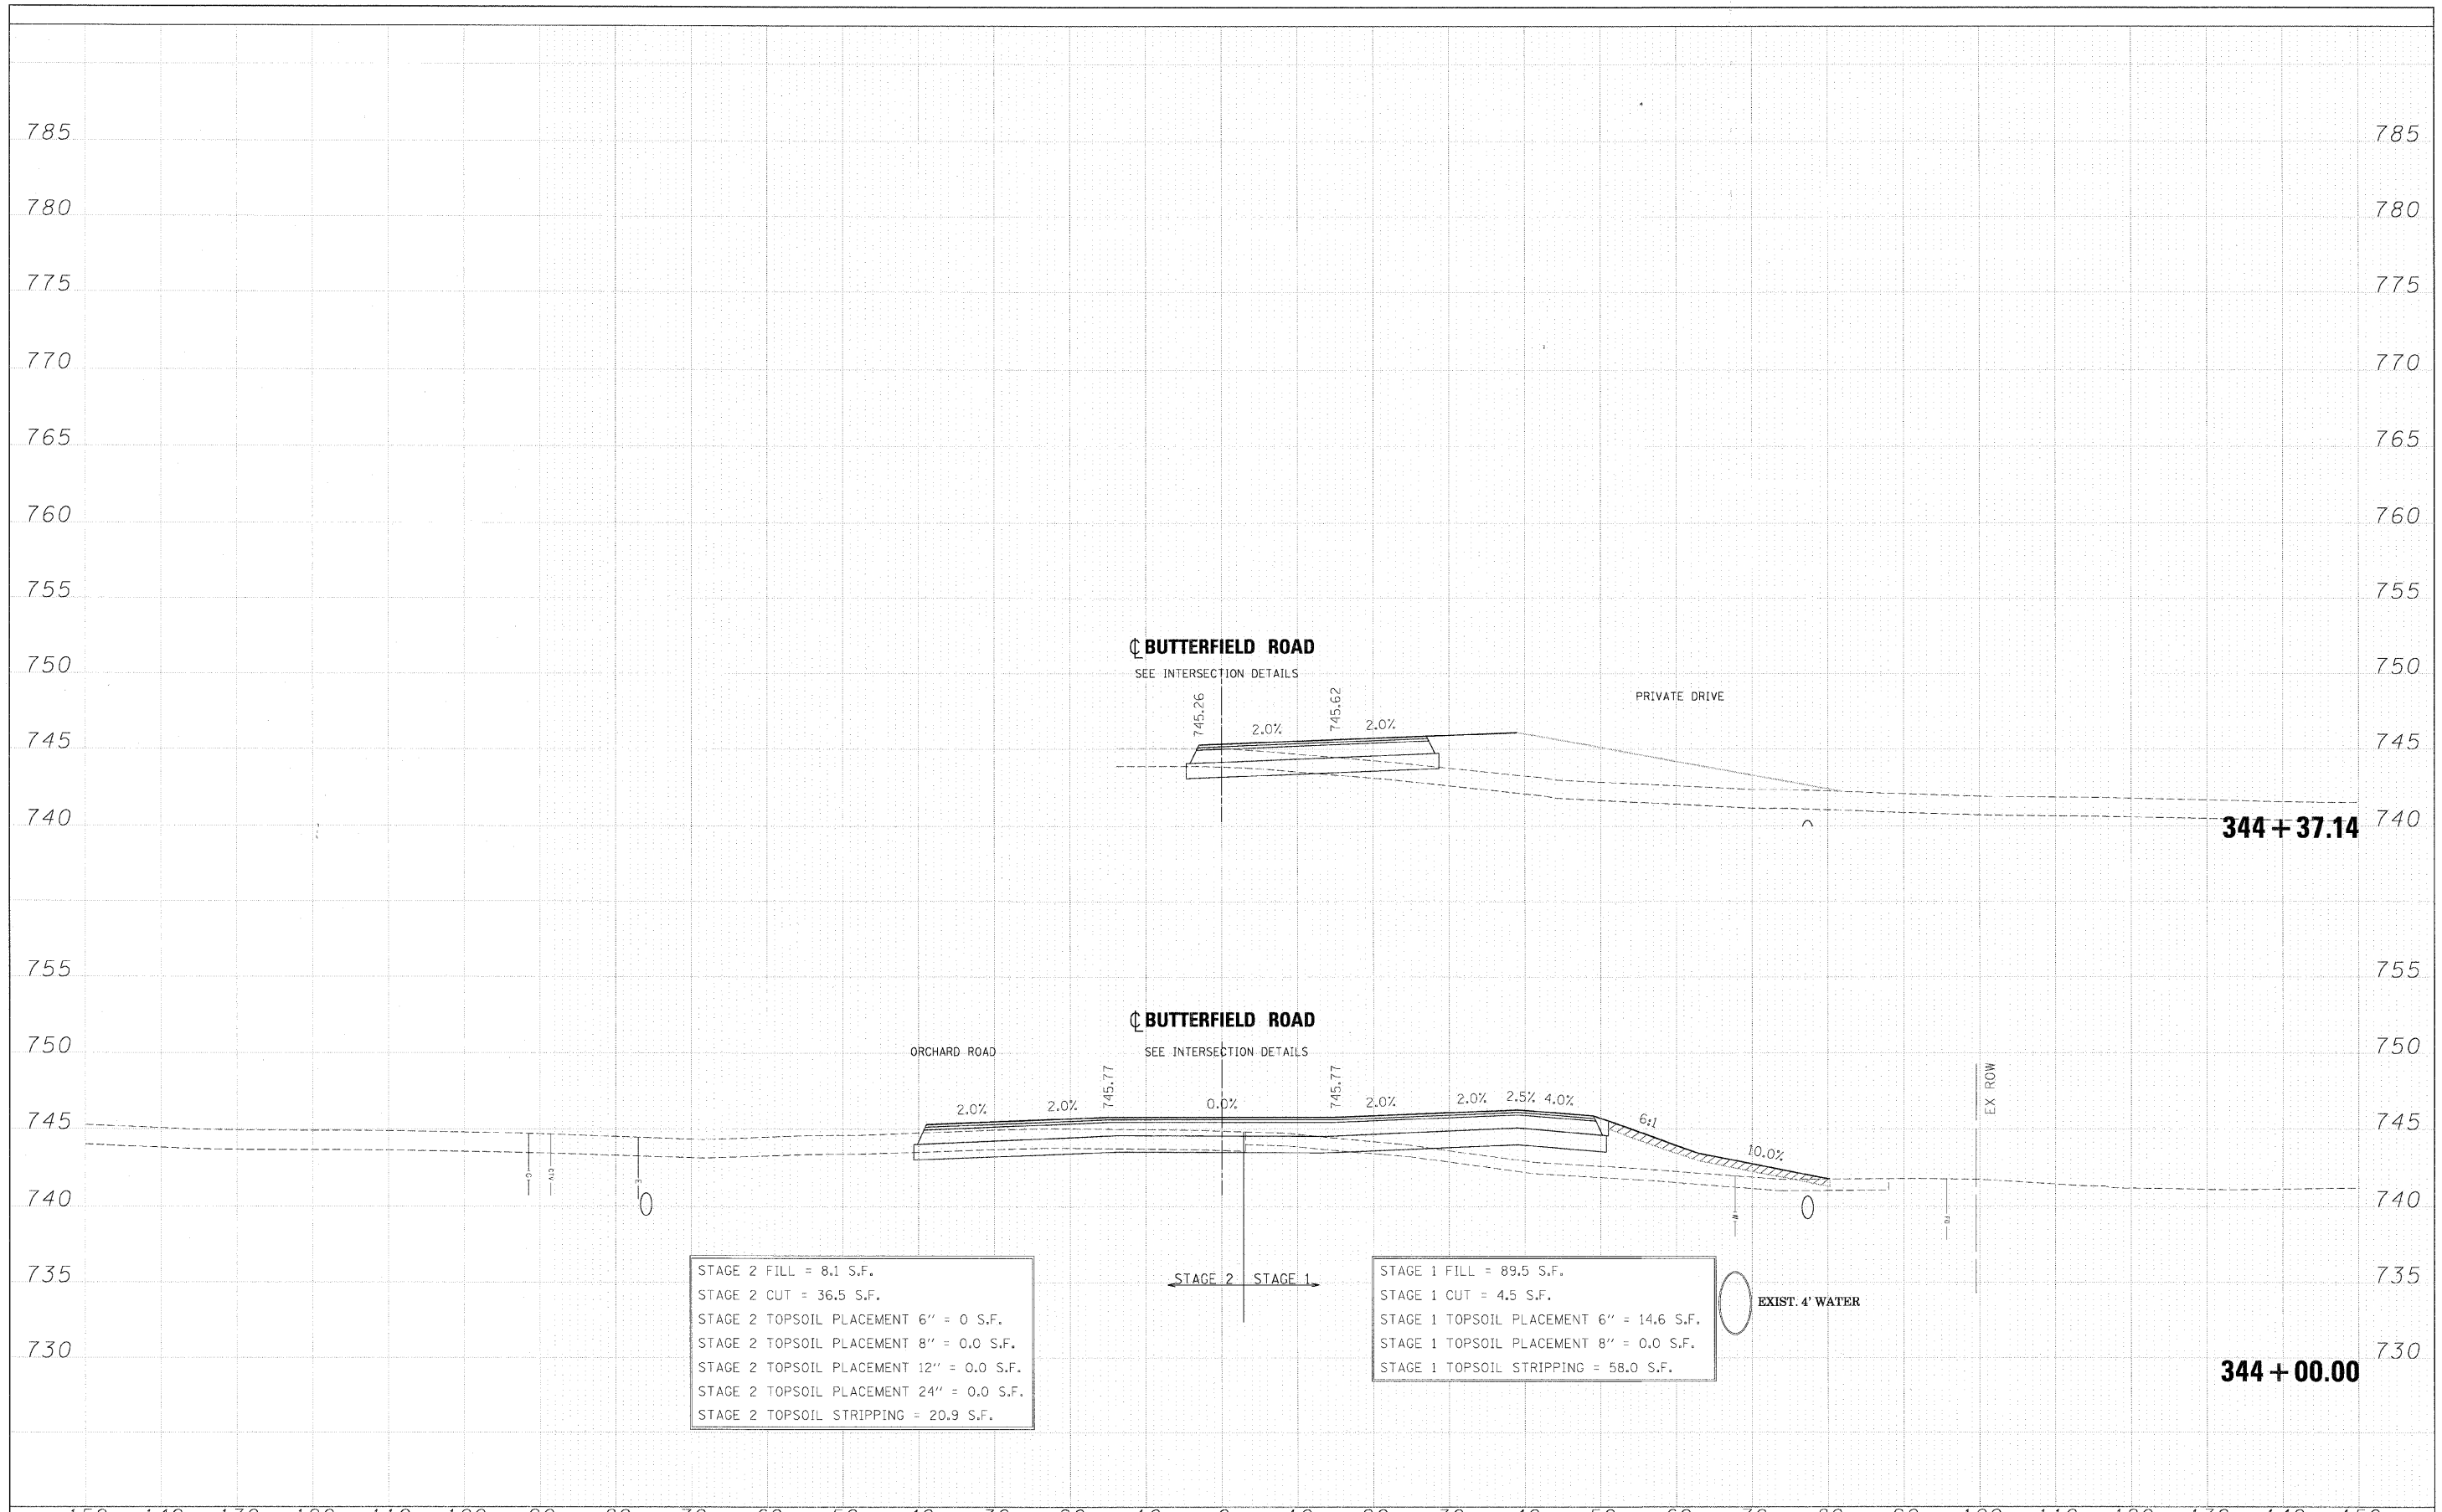 785 785
780 780
775 775
770 770
765 765
760 760
755 755
℄ BUTTERFIELD ROAD
750 750
SEE INTERSECTION DETAILS
745.26
745.62
PRIVATE DRIVE
2.0%
2.0%
745 745
740 740
344+37.14
755 755
℄ BUTTERFIELD ROAD
750 750
ORCHARD ROAD
SEE INTERSECTION DETAILS
745.77
745.77
EX ROW
2.0%
2.0%
0.0%
2.0%
2.0%
2.5%
4.0%
745 745
6:1
10.0%
740 740
735 735
STAGE 2 FILL = 8.1 S.F.
STAGE 2 CUT = 36.5 S.F.
STAGE 2 TOPSOIL PLACEMENT 6" = 0 S.F.
STAGE 2 TOPSOIL PLACEMENT 8" = 0.0 S.F.
STAGE 2 TOPSOIL PLACEMENT 12" = 0.0 S.F.
STAGE 2 TOPSOIL PLACEMENT 24" = 0.0 S.F.
STAGE 2 TOPSOIL STRIPPING = 20.9 S.F.
STAGE 2 STAGE 1
STAGE 1 FILL = 89.5 S.F.
STAGE 1 CUT = 4.5 S.F.
STAGE 1 TOPSOIL PLACEMENT 6" = 14.6 S.F.
STAGE 1 TOPSOIL PLACEMENT 8" = 0.0 S.F.
STAGE 1 TOPSOIL STRIPPING = 58.0 S.F.
EXIST. 4' WATER
730 730
344+00.00